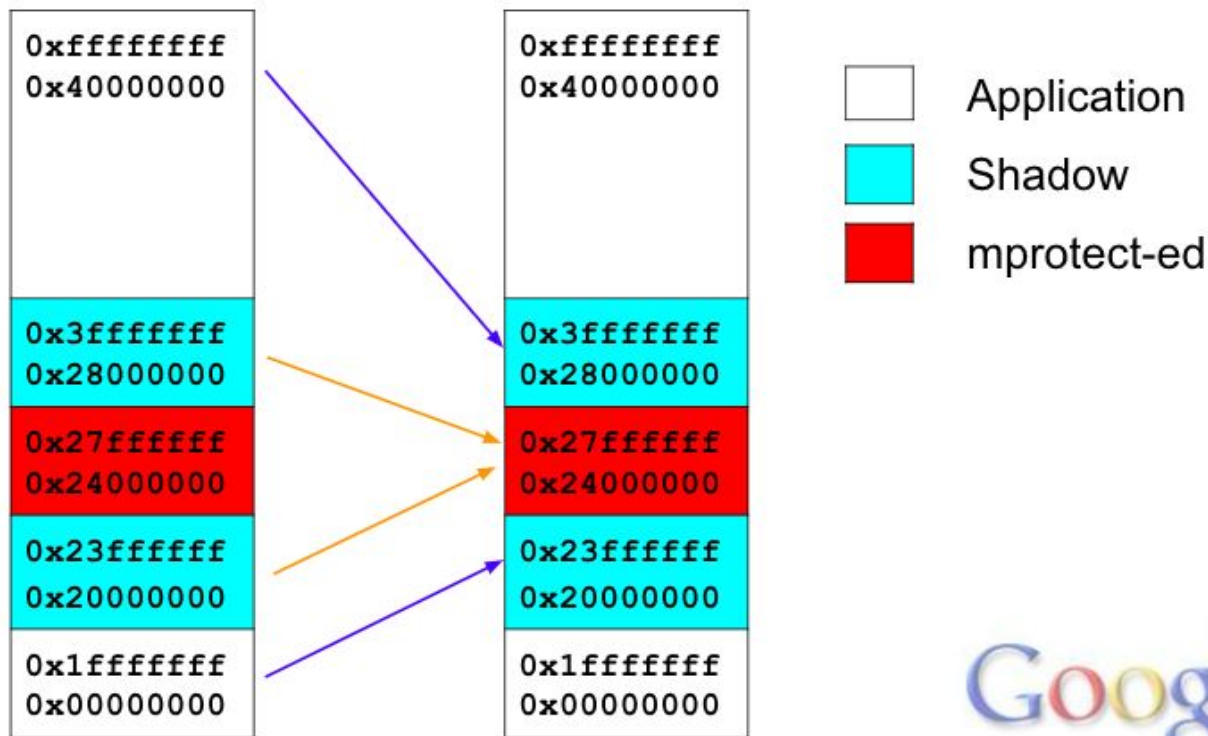 0xffffffff
0x40000000
0x3fffffff
0x28000000
0x27ffffff
0x24000000
0x23ffffff
0x20000000
0x1fffffff
0x00000000
0xffffffff
0x40000000
0x3fffffff
0x28000000
0x27ffffff
0x24000000
0x23ffffff
0x20000000
0x1fffffff
0x00000000
Application
Shadow
mprotect-ed
Goog